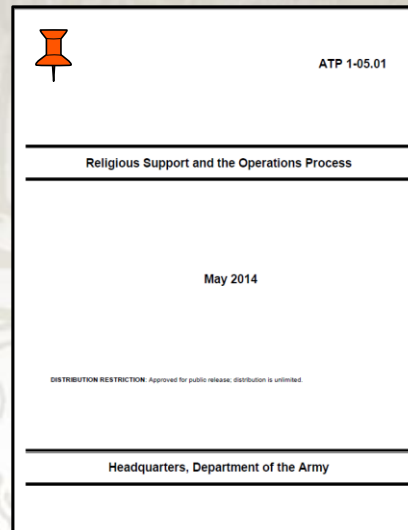 ATP 1-05.01
Religious Support and the Operations Process
May 2014
DISTRIBUTION RESTRICTION: Approved for public release; distribution is unlimited.
Headquarters, Department of the Army